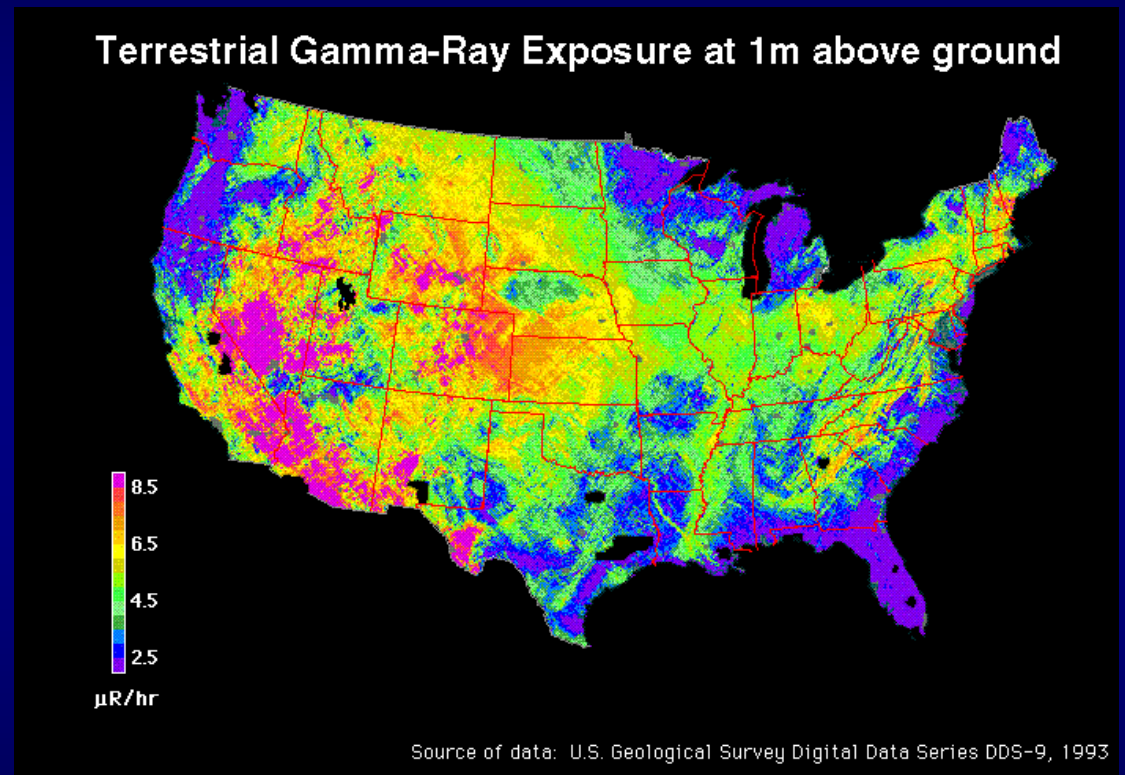 Terrestrial Gamma-Ray Exposure at 1m above ground
8.5
6.5
4.5
2.5
µR/hr
Source of data: U.S. Geological Survey Digital Data Series DDS-9, 1993